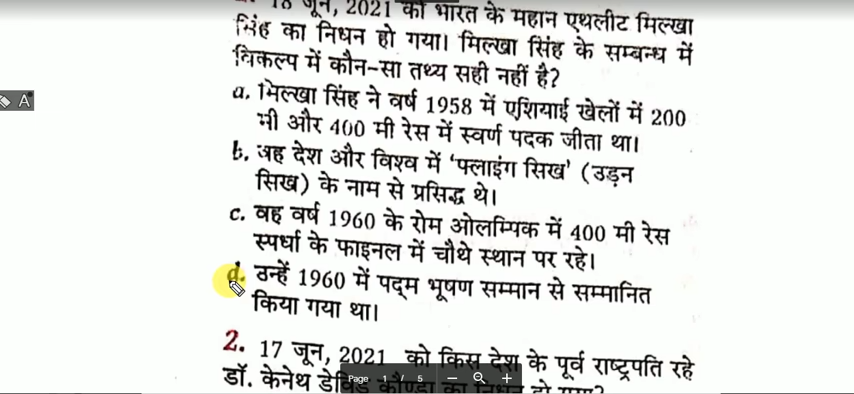 18 जून, 2021 को भारत के महान एथलीट मिल्खा
सिंह का निधन हो गया। मिल्खा सिंह के सम्बन्ध में
विकल्प में कौन-सा तथ्य सही नहीं है?
a. मिल्खा सिंह ने वर्ष 1958 में एशियाई खेलों में 200
मी और 400 मी रेस में स्वर्ण पदक जीता था।
b. वह देश और विश्व में ‘फ्लाइंग सिख’ (उड़न
सिख) के नाम से प्रसिद्ध थे।
c. वह वर्ष 1960 के रोम ओलम्पिक में 400 मी रेस
स्पर्धा के फाइनल में चौथे स्थान पर रहे।
d. उन्हें 1960 में पद्म भूषण सम्मान से सम्मानित
किया गया था।
2. 17 जून, 2021 को किस देश के पूर्व राष्ट्रपति रहे
डॉ. केनेथ डेविड कौण्डा का निधन हो गया?
Page 1 / 5
A